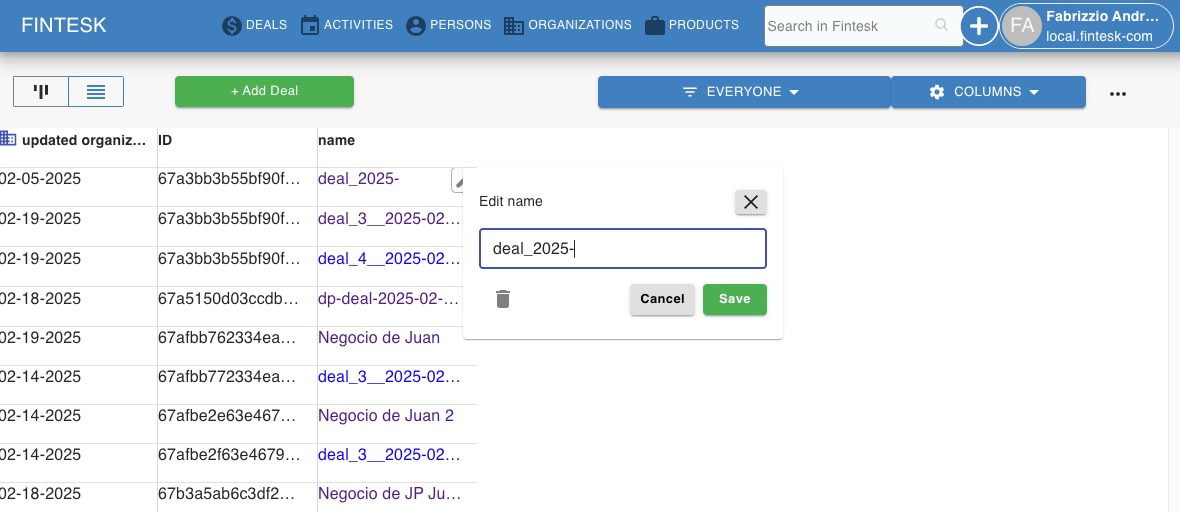 FINTESK DEALS ACTIVITIES PERSONS ORGANIZATIONS PRODUCTS Search in Fintesk FA Fabrizzio Andr...
local.fintesk-com
+ Add Deal EVERYONE COLUMNS
updated organiz... ID name
02-05-2025 67a3bb3b55bf90f... deal_2025-
Edit name
02-19-2025 67a3bb3b55bf90f... deal_3__2025-02...
deal_2025-
02-19-2025 67a3bb3b55bf90f... deal_4__2025-02...
02-18-2025 67a5150d03ccdb... dp-deal-2025-02-...
Cancel Save
02-19-2025 67afbb762334ea... Negocio de Juan
02-14-2025 67afbb772334ea... deal_3__2025-02...
02-14-2025 67afbe2e63e467... Negocio de Juan 2
02-14-2025 67afbe2f63e4679... deal_3__2025-02...
02-18-2025 67b3a5ab6c3df2... Negocio de JP Ju...